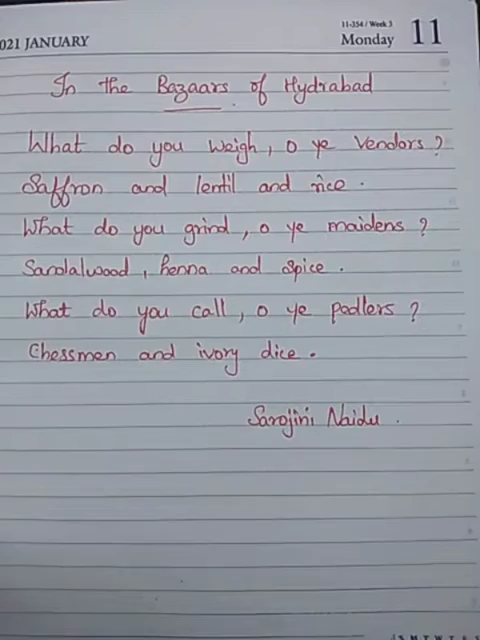 021 JANUARY
11-354 / Week 3
Monday 11
In the Bazaars of Hydrabad
What do you weigh, o ye vendors?
Saffron and lentil and rice.
What do you grind, o ye maidens?
Sandalwood, henna and spice.
What do you call, o ye pedlers?
Chessmen and ivory dice.
Sarojini Naidu.